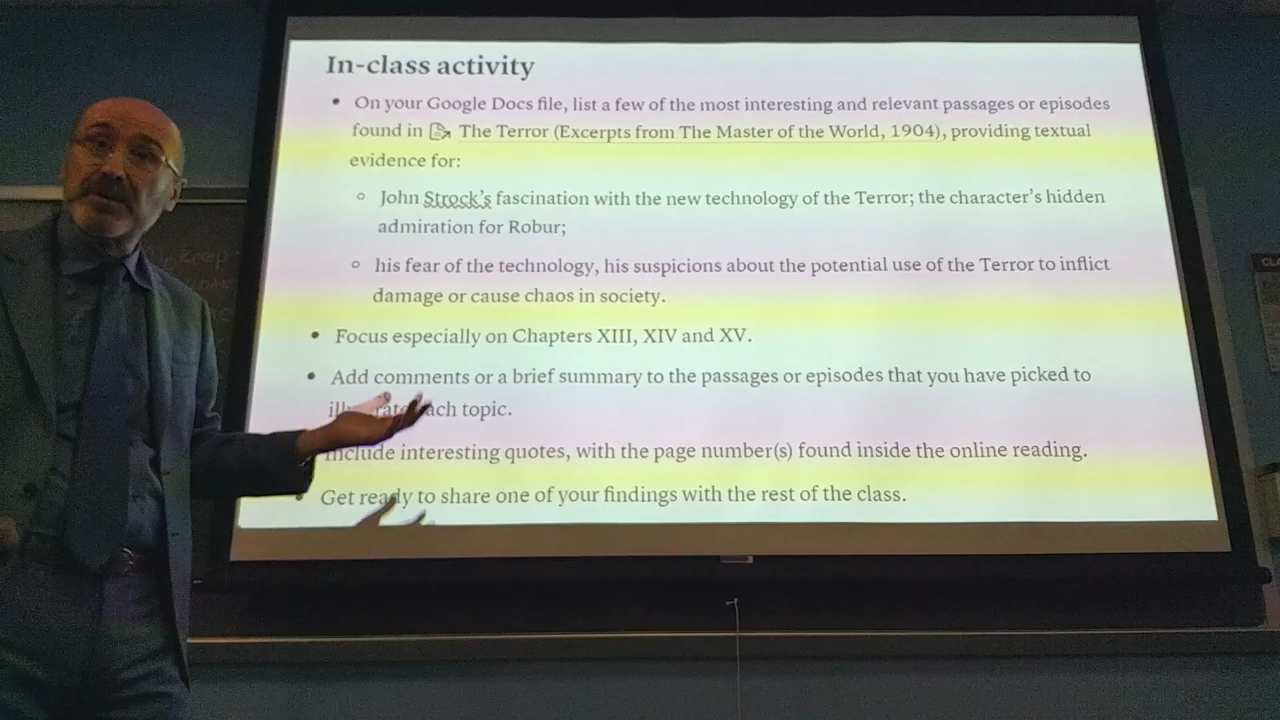 In-class activity
• On your Google Docs file, list a few of the most interesting and relevant passages or episodes
found in The Terror (Excerpts from The Master of the World, 1904), providing textual
evidence for:
○ John Strock's fascination with the new technology of the Terror; the character's hidden
admiration for Robur;
○ his fear of the technology, his suspicions about the potential use of the Terror to inflict
damage or cause chaos in society.
• Focus especially on Chapters XIII, XIV and XV.
• Add comments or a brief summary to the passages or episodes that you have picked to
topic.
Include interesting quotes, with the page number(s) found inside the online reading.
• Get ready to share one of your findings with the rest of the class.